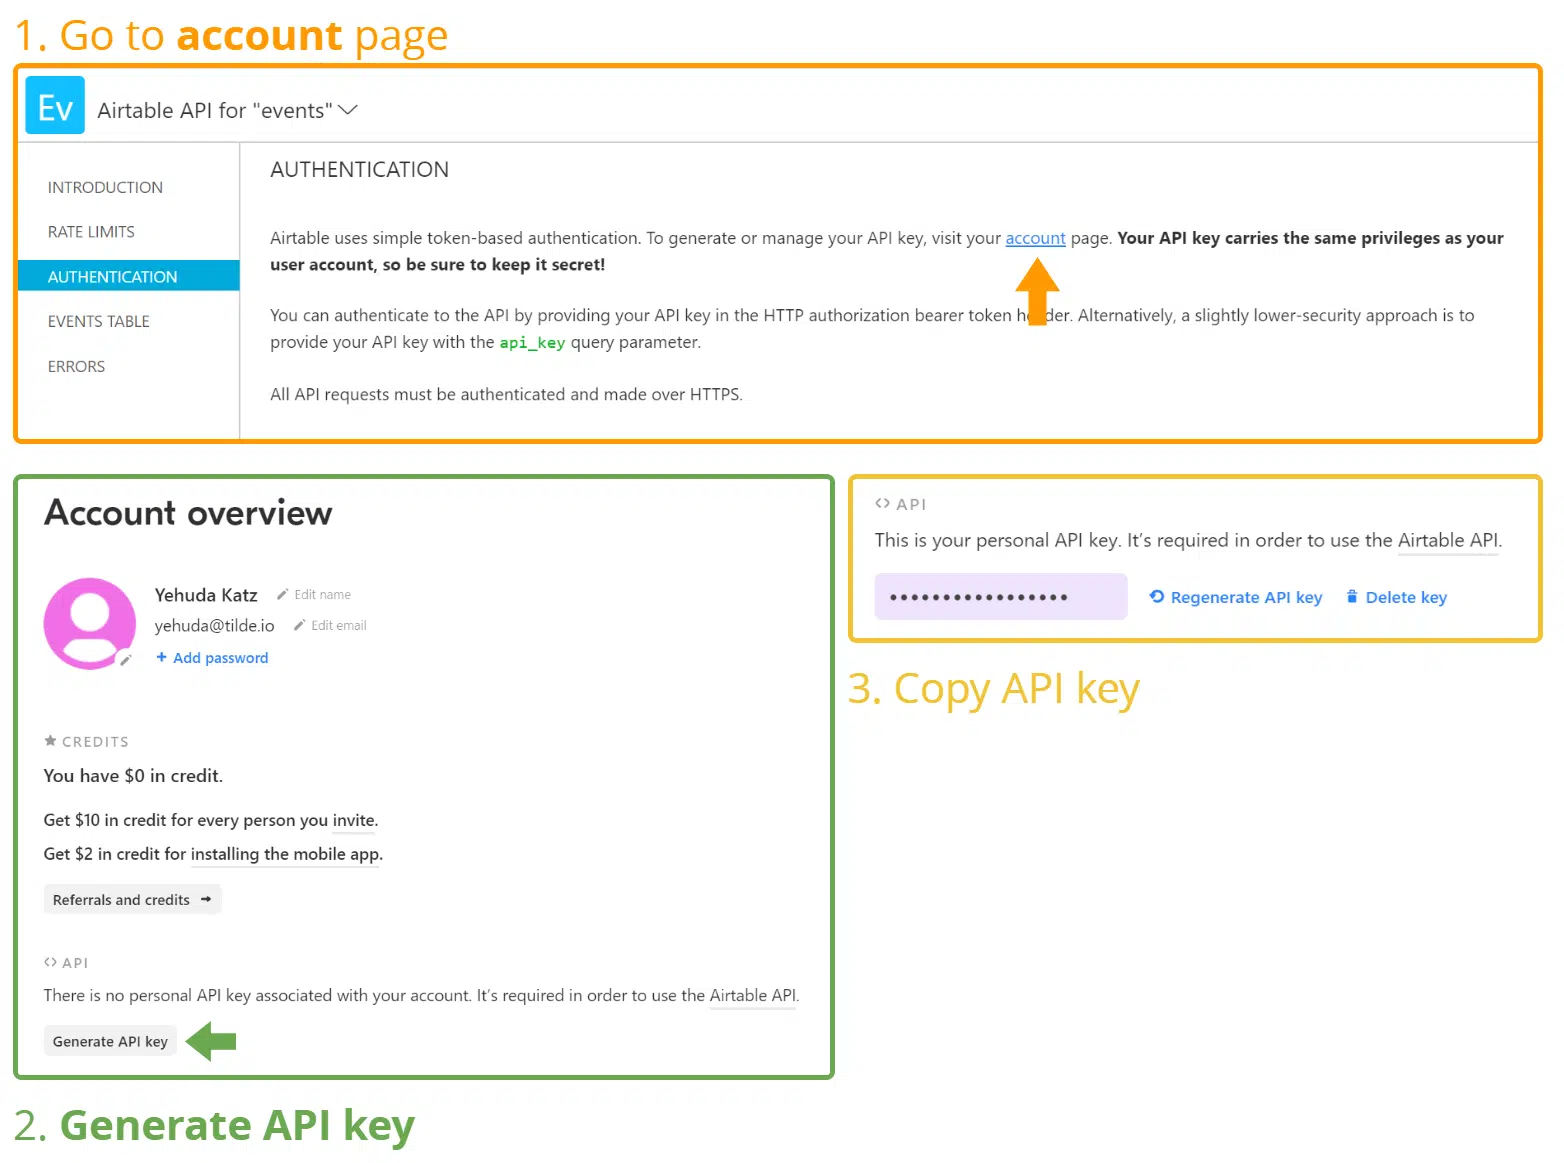 1. Go to account page
Ev
Airtable API for "events"
INTRODUCTION
RATE LIMITS
AUTHENTICATION
EVENTS TABLE
ERRORS
AUTHENTICATION
Airtable uses simple token-based authentication. To generate or manage your API key, visit your account page. Your API key carries the same privileges as your
user account, so be sure to keep it secret!
You can authenticate to the API by providing your API key in the HTTP authorization bearer token header. Alternatively, a slightly lower-security approach is to
provide your API key with the api_key query parameter.
All API requests must be authenticated and made over HTTPS.
Account overview
Yehuda Katz Edit name
yehuda@tilde.io Edit email
+ Add password
CREDITS
You have $0 in credit.
Get $10 in credit for every person you invite.
Get $2 in credit for installing the mobile app.
Referrals and credits →
<> API
There is no personal API key associated with your account. It’s required in order to use the Airtable API.
Generate API key
2. Generate API key
<> API
This is your personal API key. It’s required in order to use the Airtable API.
•••••••••••••••••
Regenerate API key Delete key
3. Copy API key